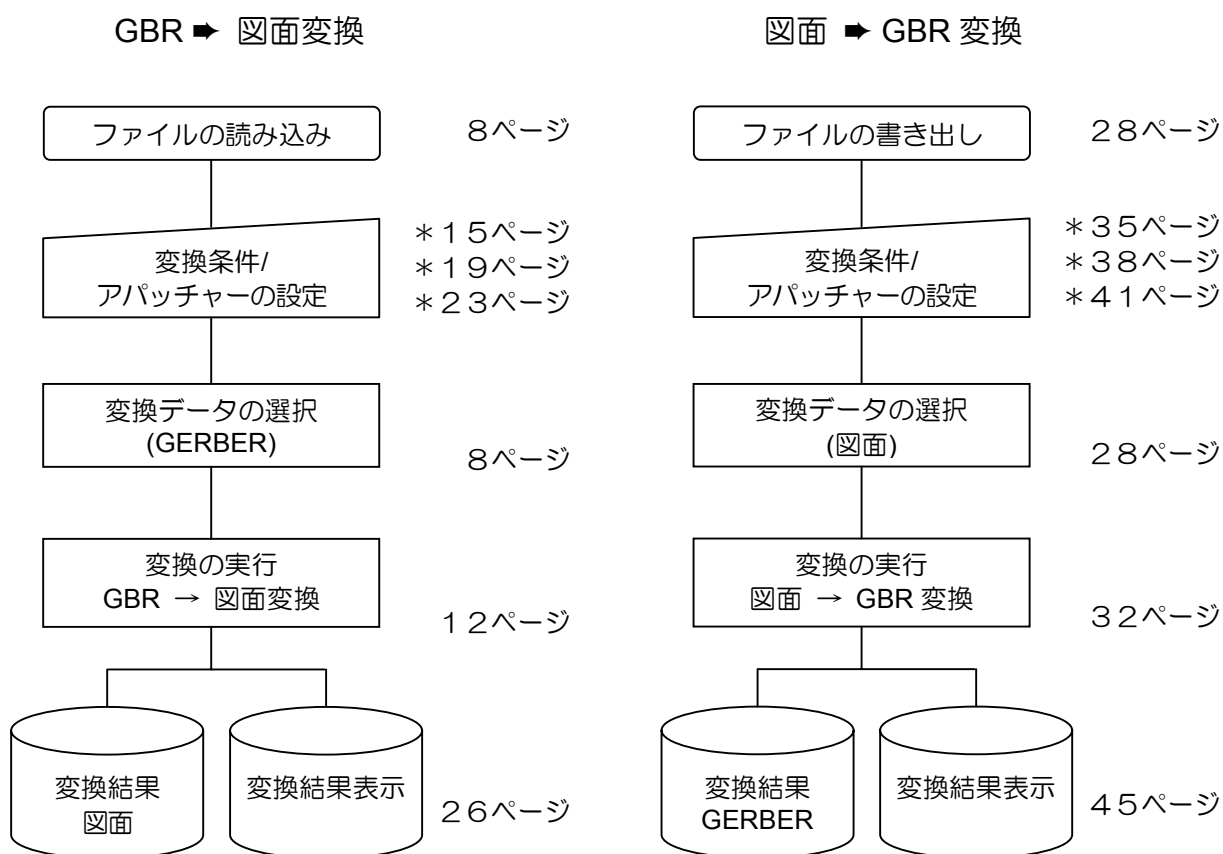 GBR ➨ 図面変換
ファイルの読み込み
8ページ
変換条件/
アパッチャーの設定
＊１５ページ
＊１９ページ
＊２３ページ
変換データの選択
(GERBER)
8ページ
変換の実行
GBR → 図面変換
１２ページ
変換結果
図面
変換結果表示
２６ページ
図面 ➨ GBR 変換
ファイルの書き出し
２８ページ
変換条件/
アパッチャーの設定
＊３５ページ
＊３８ページ
＊４１ページ
変換データの選択
(図面)
２８ページ
変換の実行
図面 → GBR 変換
３２ページ
変換結果
GERBER
変換結果表示
４５ページ